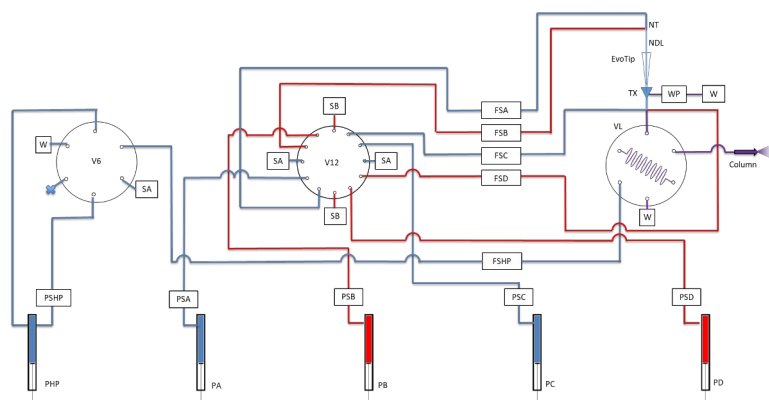 NT
NDL
EvoTip
TX
WP
W
SB
FSA
FSB
FSC
FSD
VL
W
V6
SA
V12
SA
SA
SB
Column
W
FSHP
PSHP
PSA
PSB
PSC
PSD
PHP
PA
PB
PC
PD